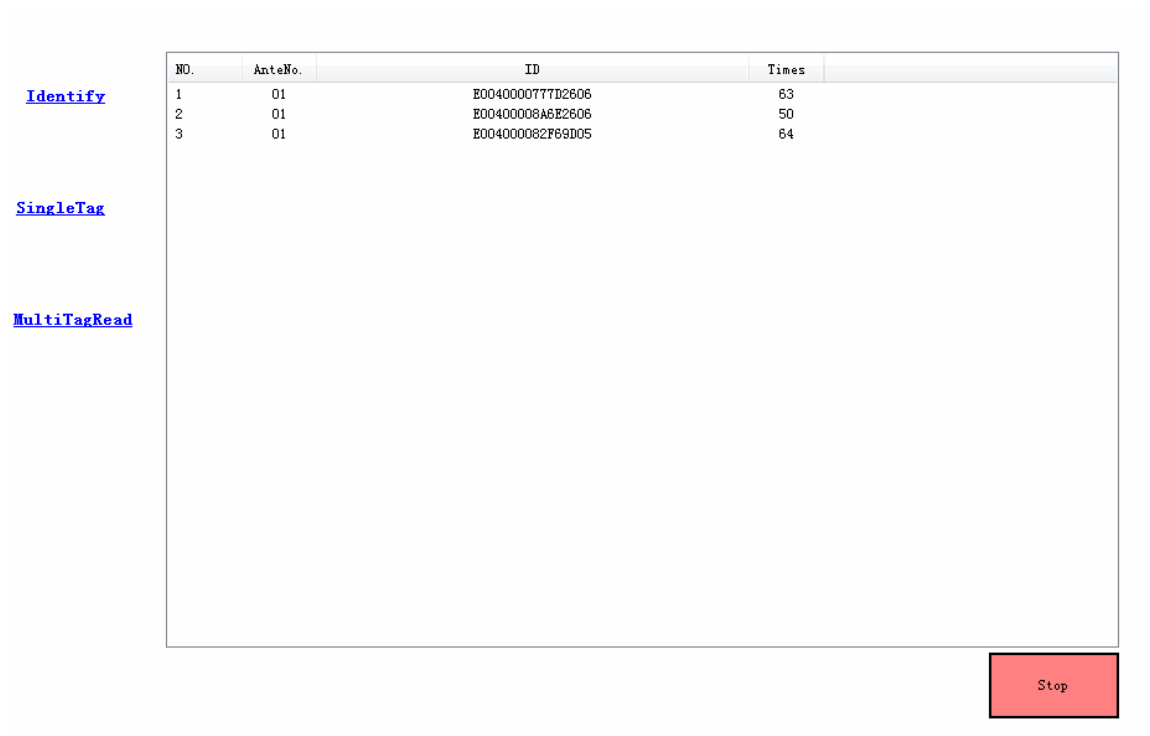 NO. AnteNo. ID Times
Identify
1 01 E0040000777D2606 63
2 01 E00400008A6E2606 50
3 01 E004000082F69D05 64
SingleTag
MultiTagRead
Stop